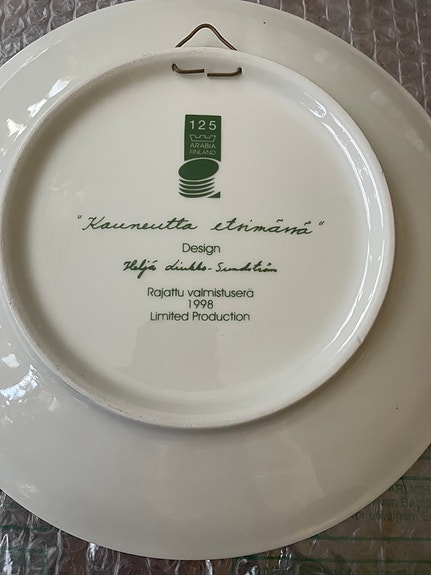 125
ARABIA
FINLAND
"Kauneutta etsimässä"
Design
Heljä Liukko-Sundström
Rajattu valmistuserä
1998
Limited Production